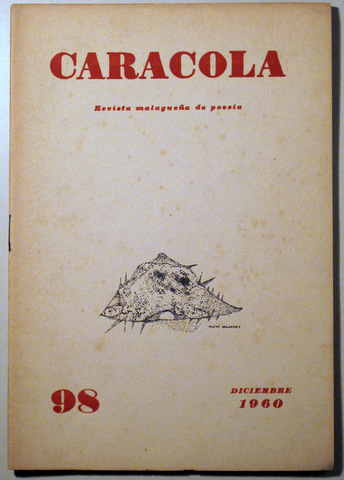 CARACOLA
Revista malagueña de poesía
98
DICIEMBRE
1960